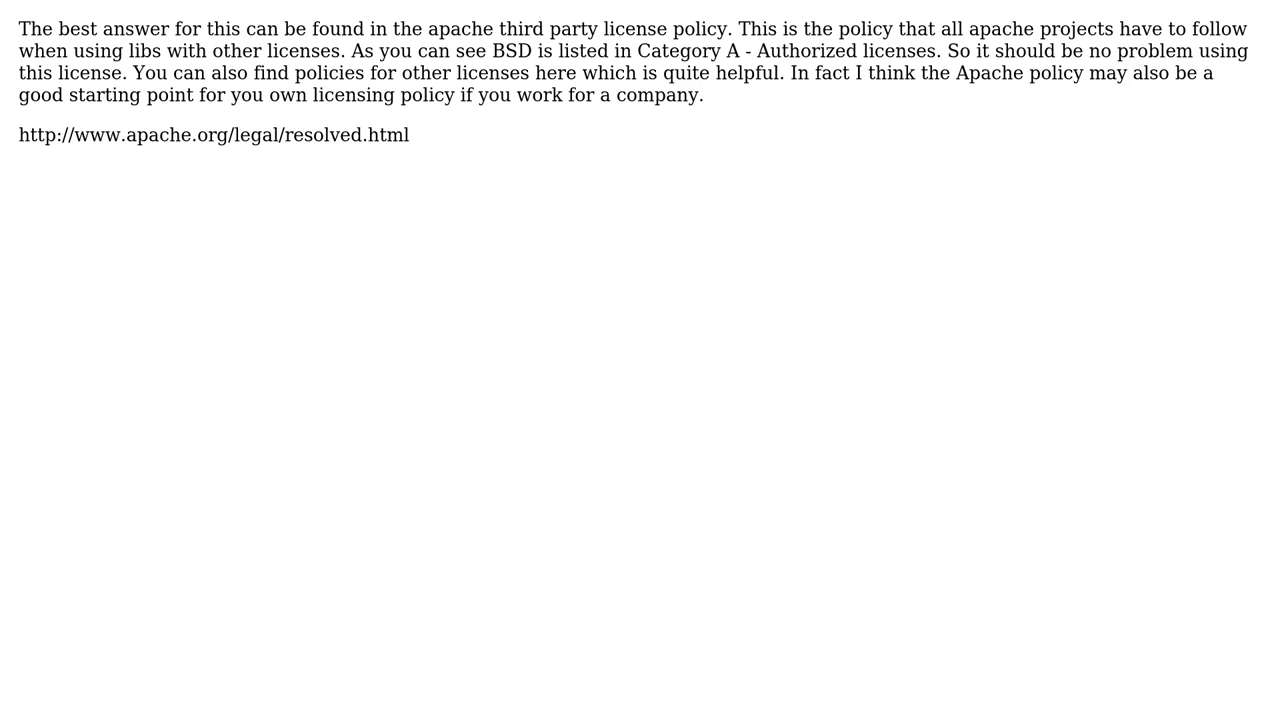 The best answer for this can be found in the apache third party license policy. This is the policy that all apache projects have to follow
when using libs with other licenses. As you can see BSD is listed in Category A - Authorized licenses. So it should be no problem using
this license. You can also find policies for other licenses here which is quite helpful. In fact I think the Apache policy may also be a
good starting point for you own licensing policy if you work for a company.
http://www.apache.org/legal/resolved.html